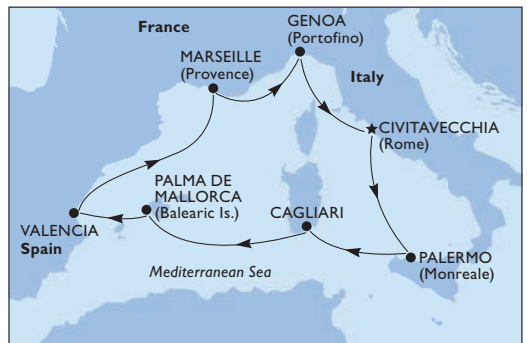 GENOA
(Portofino)
France
MARSEILLE
(Provence)
Italy
CIVITAVECCHIA
(Rome)
PALMA DE
MALLORCA
(Balearic Is.)
CAGLIARI
VALENCIA
Spain
PALERMO
(Monreale)
Mediterranean Sea